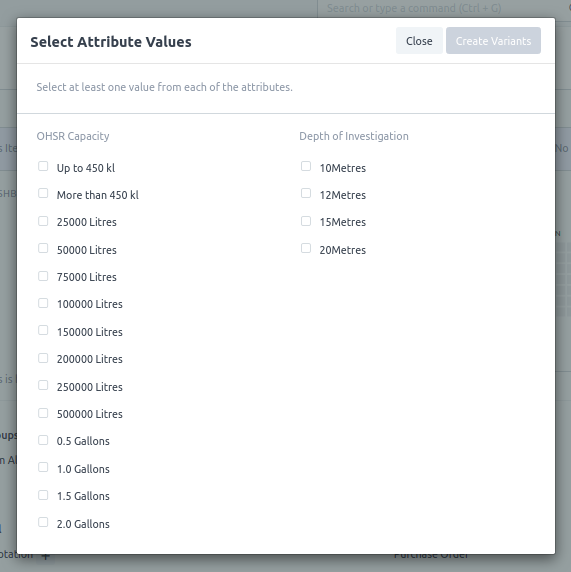 Search or type a command (Ctrl + G)
Select Attribute Values
Close
Create Variants
Select at least one value from each of the attributes.
OHSR Capacity
Depth of Investigation
Up to 450 kl
10Metres
More than 450 kl
12Metres
25000 Litres
15Metres
50000 Litres
20Metres
75000 Litres
100000 Litres
150000 Litres
200000 Litres
250000 Litres
500000 Litres
0.5 Gallons
1.0 Gallons
1.5 Gallons
2.0 Gallons
No
s is
Purchase Order